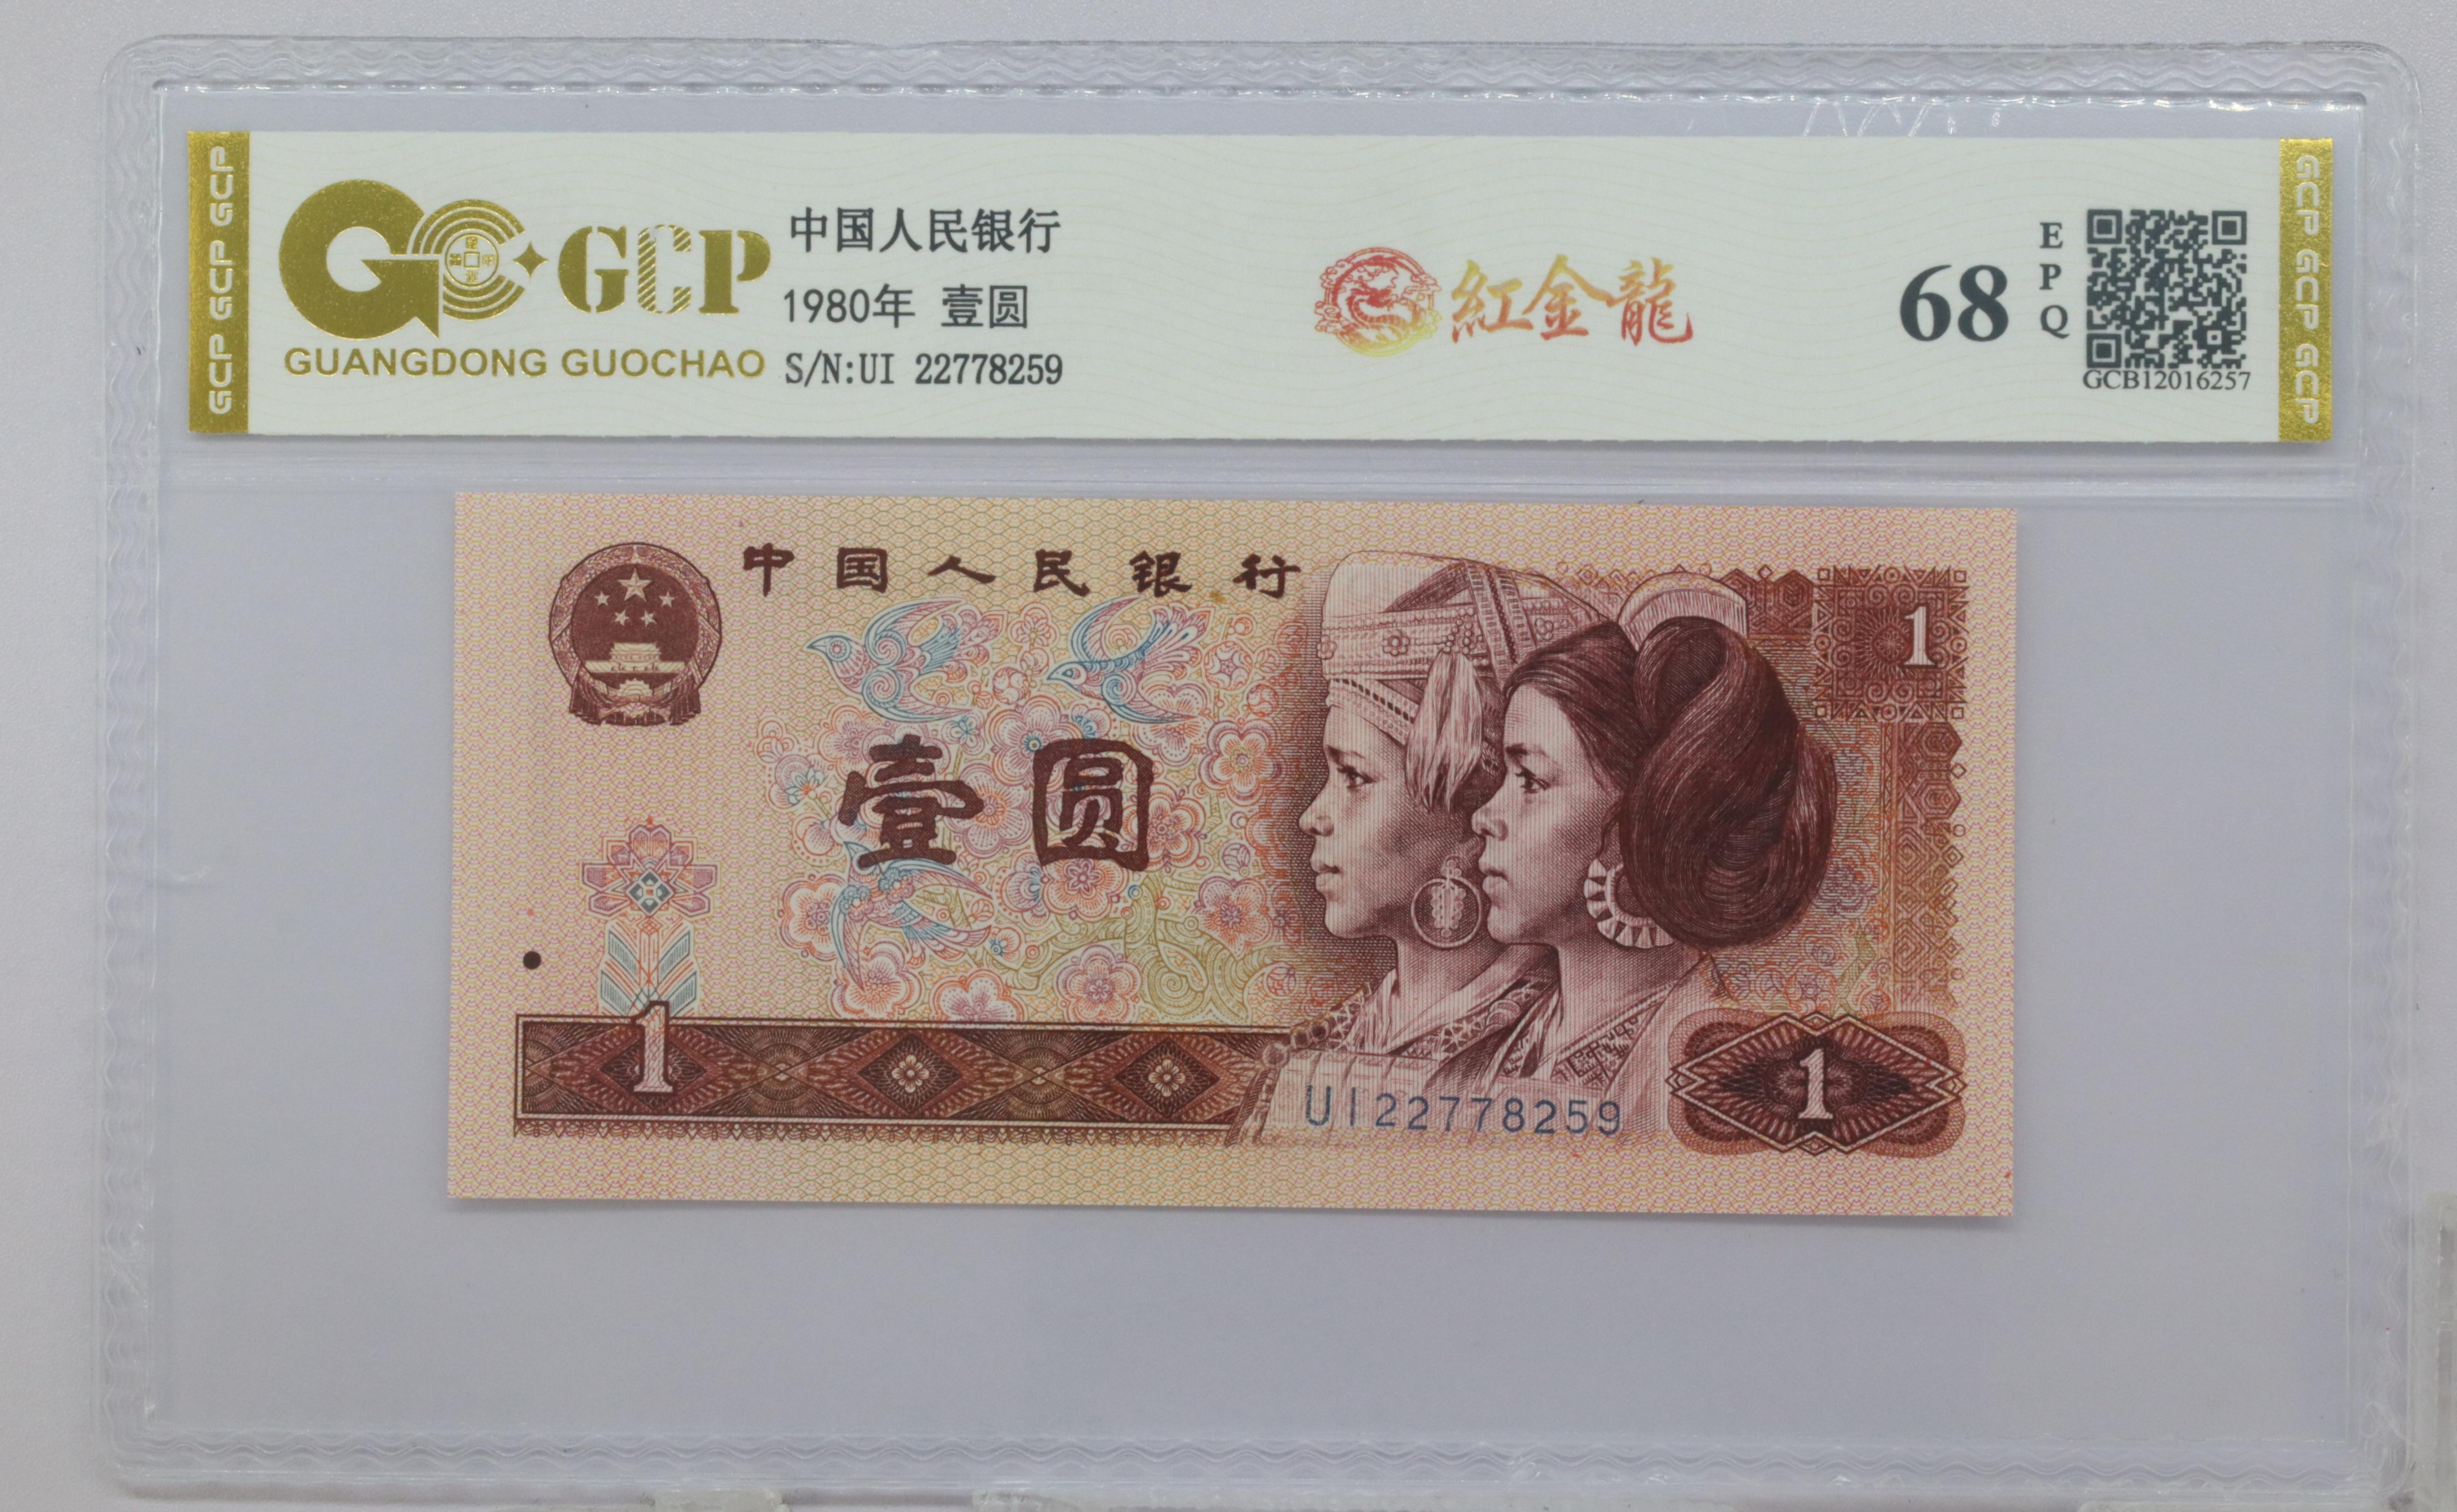 GCP GCP GCP
GCP
GUANGDONG GUOCHAO
中国人民银行
1980年 壹圆
S/N:UI 22778259
紅金龍
68
EPQ
GCB12016257
GCP GCP GCP
中国人民银行
1
壹圆
1
UI22778259
1